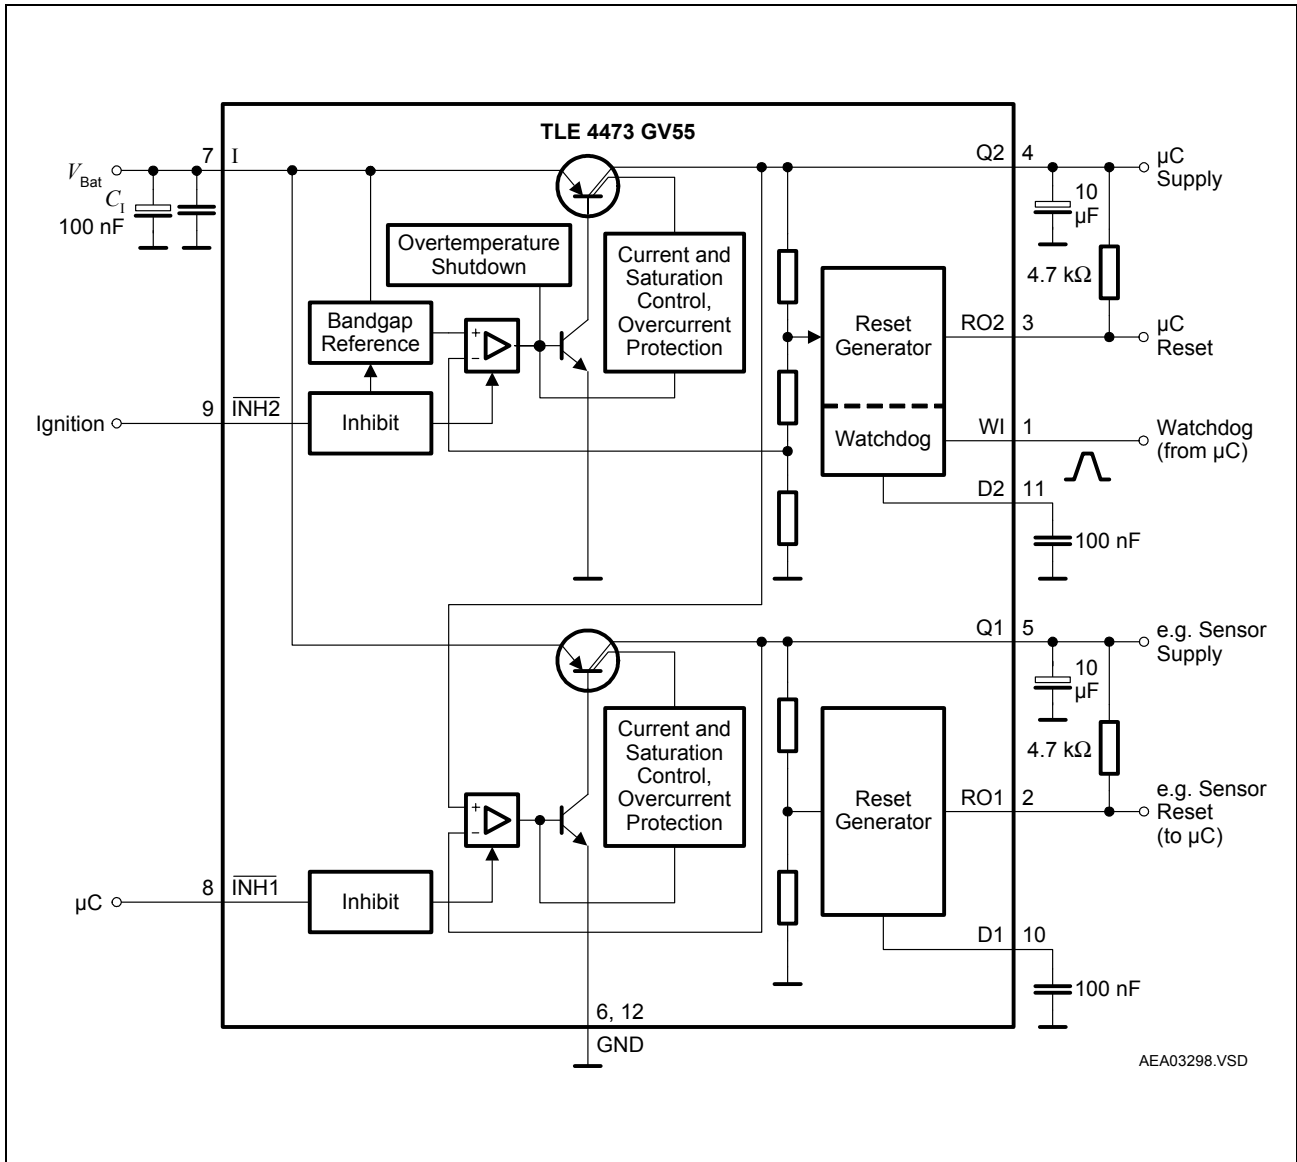 TLE 4473 GV55
7
I
V Bat
C I
100 nF
Overtemperature
Shutdown
Current and
Saturation
Control,
Overcurrent
Protection
Bandgap
Reference
+
−
9
INH2
Ignition
Inhibit
Reset
Generator
Watchdog
Q2
4
µC
Supply
10
µF
4.7 kΩ
RO2
3
µC
Reset
WI
1
Watchdog
(from µC)
D2
11
100 nF
Q1
5
e.g. Sensor
Supply
10
µF
4.7 kΩ
Current and
Saturation
Control,
Overcurrent
Protection
+
−
Reset
Generator
RO1
2
e.g. Sensor
Reset
(to µC)
µC
8
INH1
Inhibit
D1
10
100 nF
6, 12
GND
AEA03298.VSD